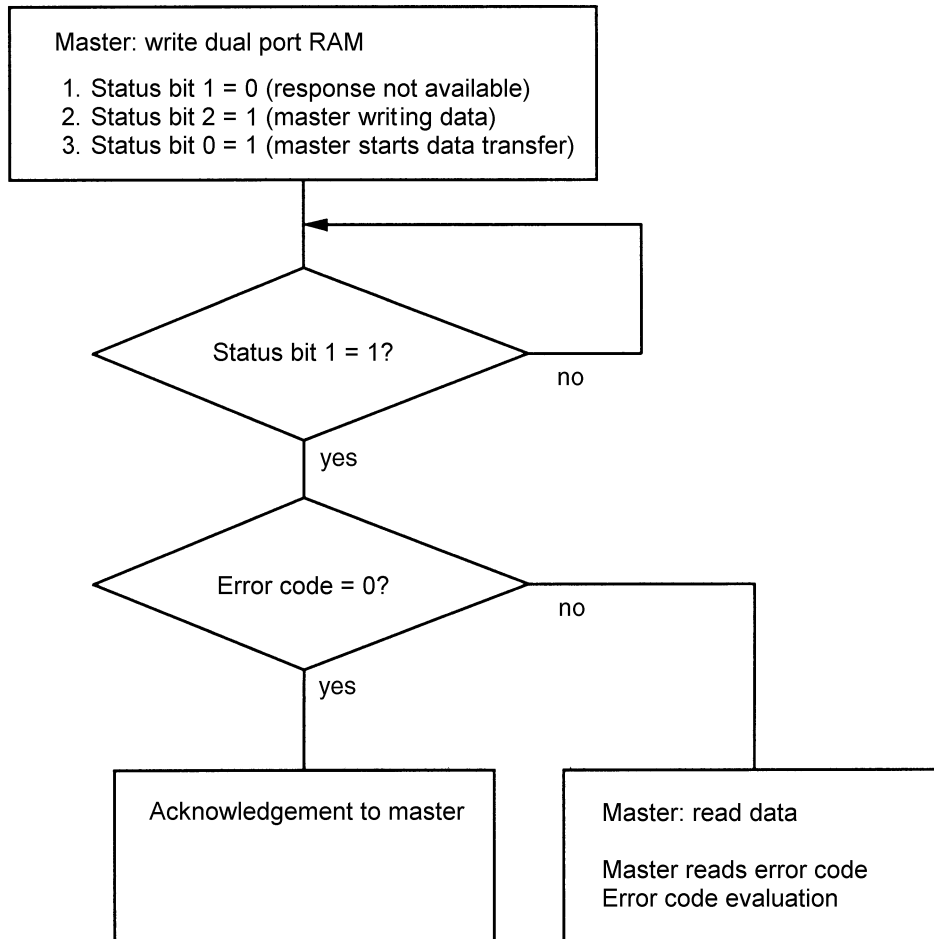 Master: write dual port RAM
1. Status bit 1 = 0 (response not available)
2. Status bit 2 = 1 (master writing data)
3. Status bit 0 = 1 (master starts data transfer)
Status bit 1 = 1?
no
yes
Error code = 0?
no
yes
Acknowledgement to master
Master: read data
Master reads error code
Error code evaluation